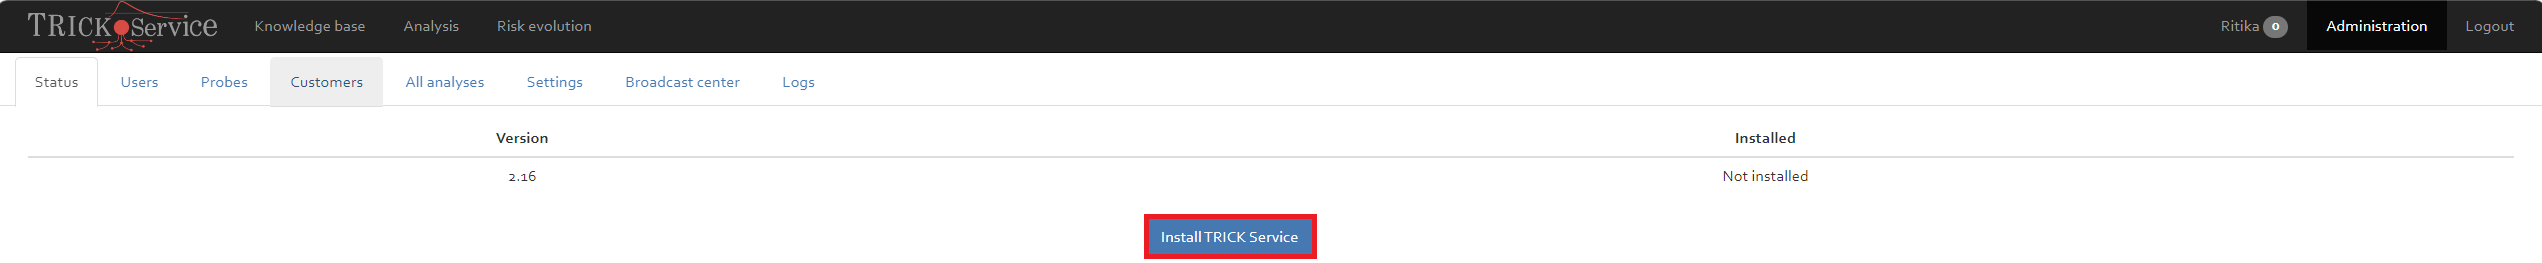 TRICK Service Knowledge base Analysis Risk evolution Ritika 0 Administration Logout
Status Users Probes Customers All analyses Settings Broadcast center Logs
Version Installed
2.16 Not installed
Install TRICK Service